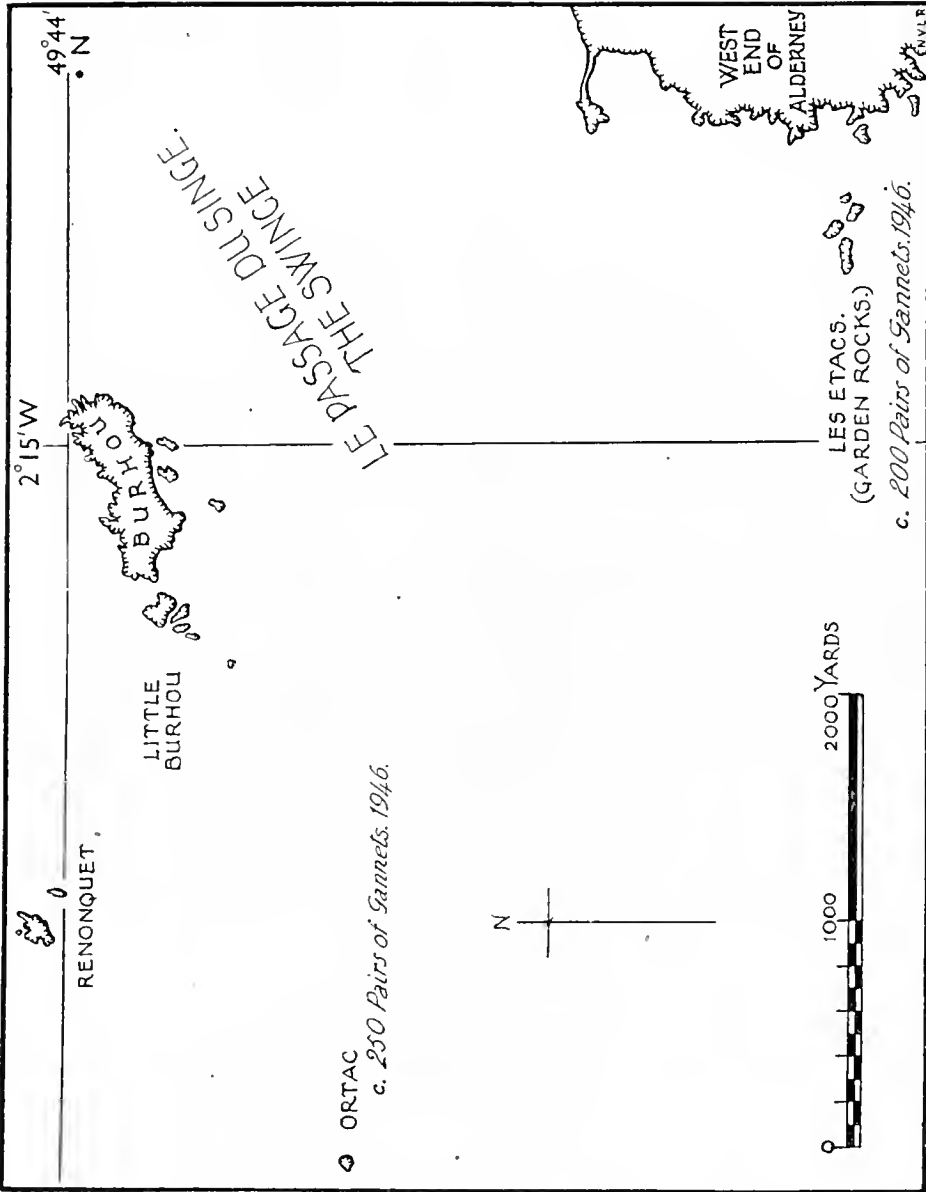 2°15'W
49°44'
N
BURHOU
LE PASSAGE DU SINGE
THE SWINGE
RENONQUET
LITTLE
BURHOU
ORTAC
c. 250 Pairs of Gannets. 1946.
N
WEST
END
OF
ALDERNEY
LES ETACS.
(GARDEN ROCKS.)
c. 200 Pairs of Gannets. 1946.
0 1000 2000 YARDS